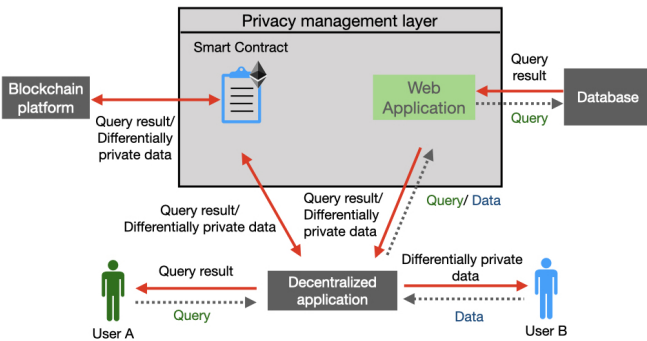 Privacy management layer
Smart Contract
Blockchain
platform
Query result/
Differentially
private data
Web
Application
Query
result
Database
Query
Query result/
Differentially private data
Query result/
Differentially
private data
Query/ Data
Query result
Decentralized
application
Differentially private
data
Query
Data
User A
User B